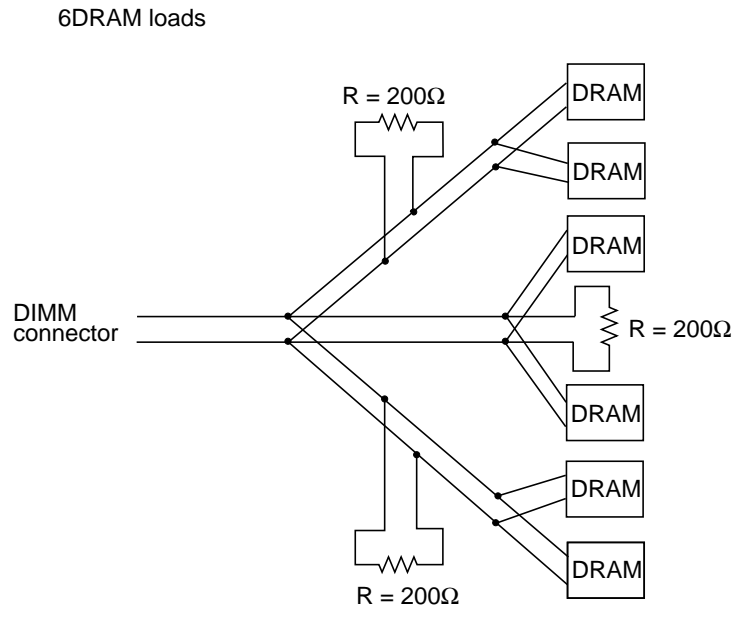 6DRAM loads
R = 200Ω
DRAM
DRAM
DRAM
DIMM
connector
R = 200Ω
DRAM
DRAM
DRAM
R = 200Ω